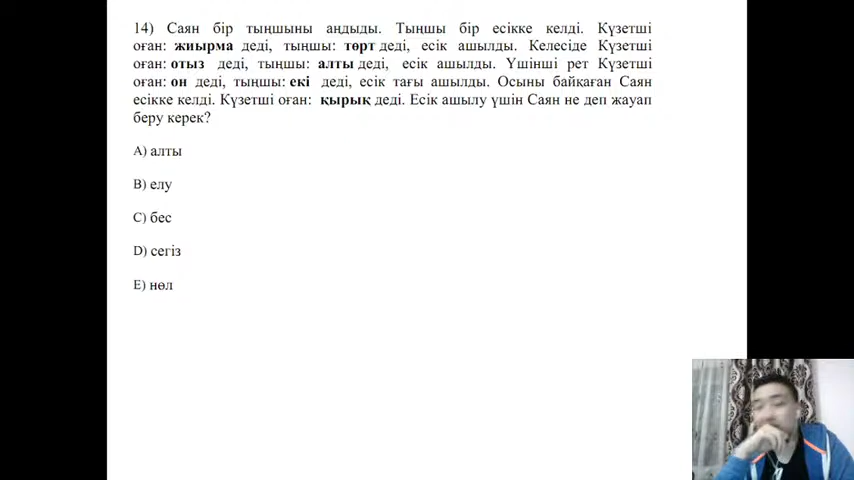 14) Саян бір тыңшыны аңдыды. Тыңшы бір есікке келді. Күзетші
оған: жиырма деді, тыңшы: төрт деді, есік ашылды. Келесіде Күзетші
оған: отыз деді, тыңшы: алты деді, есік ашылды. Үшінші рет Күзетші
оған: он деді, тыңшы: екі деді, есік тағы ашылды. Осыны байқаған Саян
есікке келді. Күзетші оған: қырық деді. Есік ашылу үшін Саян не деп жауап
беру керек?
A) алты
B) елу
C) бес
D) сегіз
E) нөл